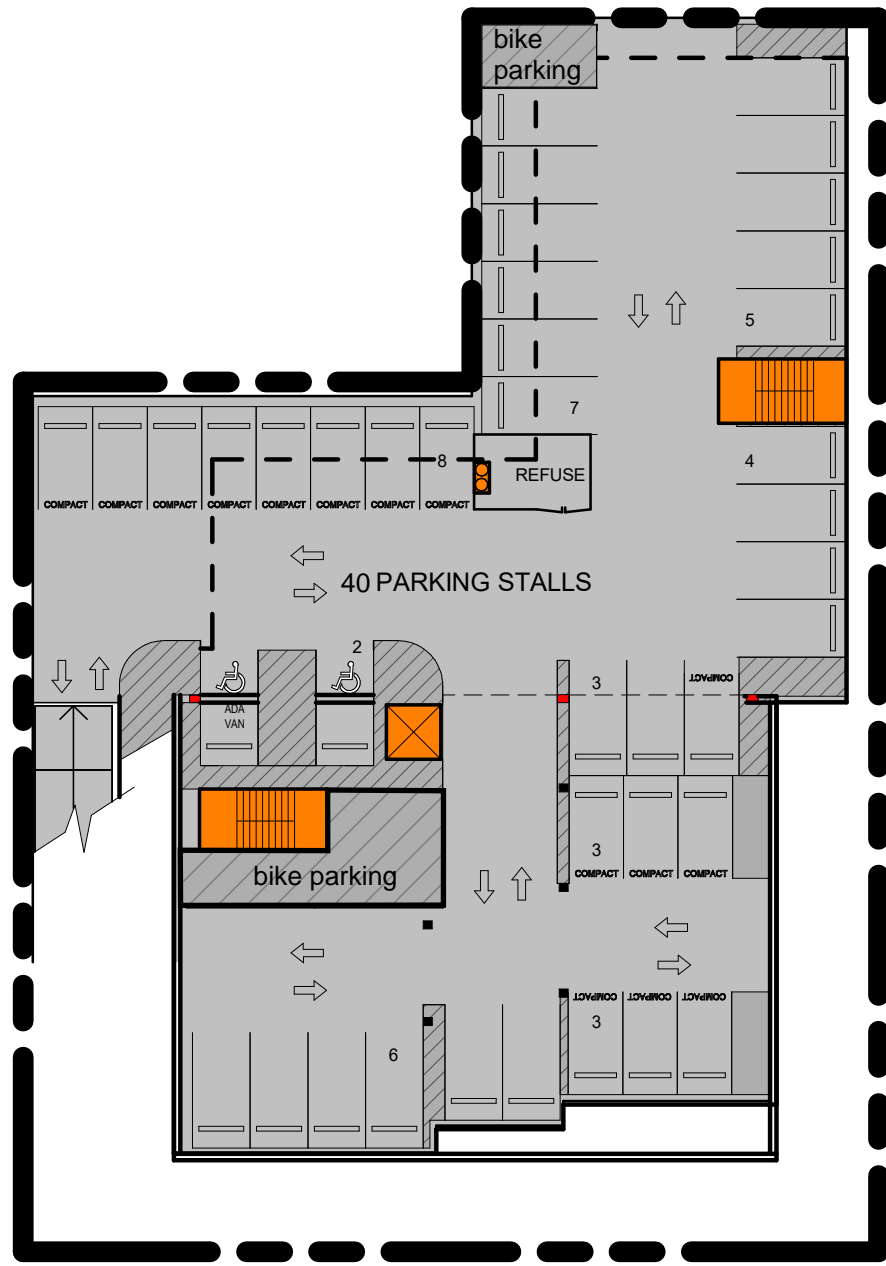 bike
parking
5
7
8
4
REFUSE
COMPACT COMPACT COMPACT COMPACT COMPACT COMPACT COMPACT COMPACT
40 PARKING STALLS
2
3
COMPACT
ADA
VAN
3
COMPACT COMPACT COMPACT
bike parking
COMPACT COMPACT COMPACT
3
6